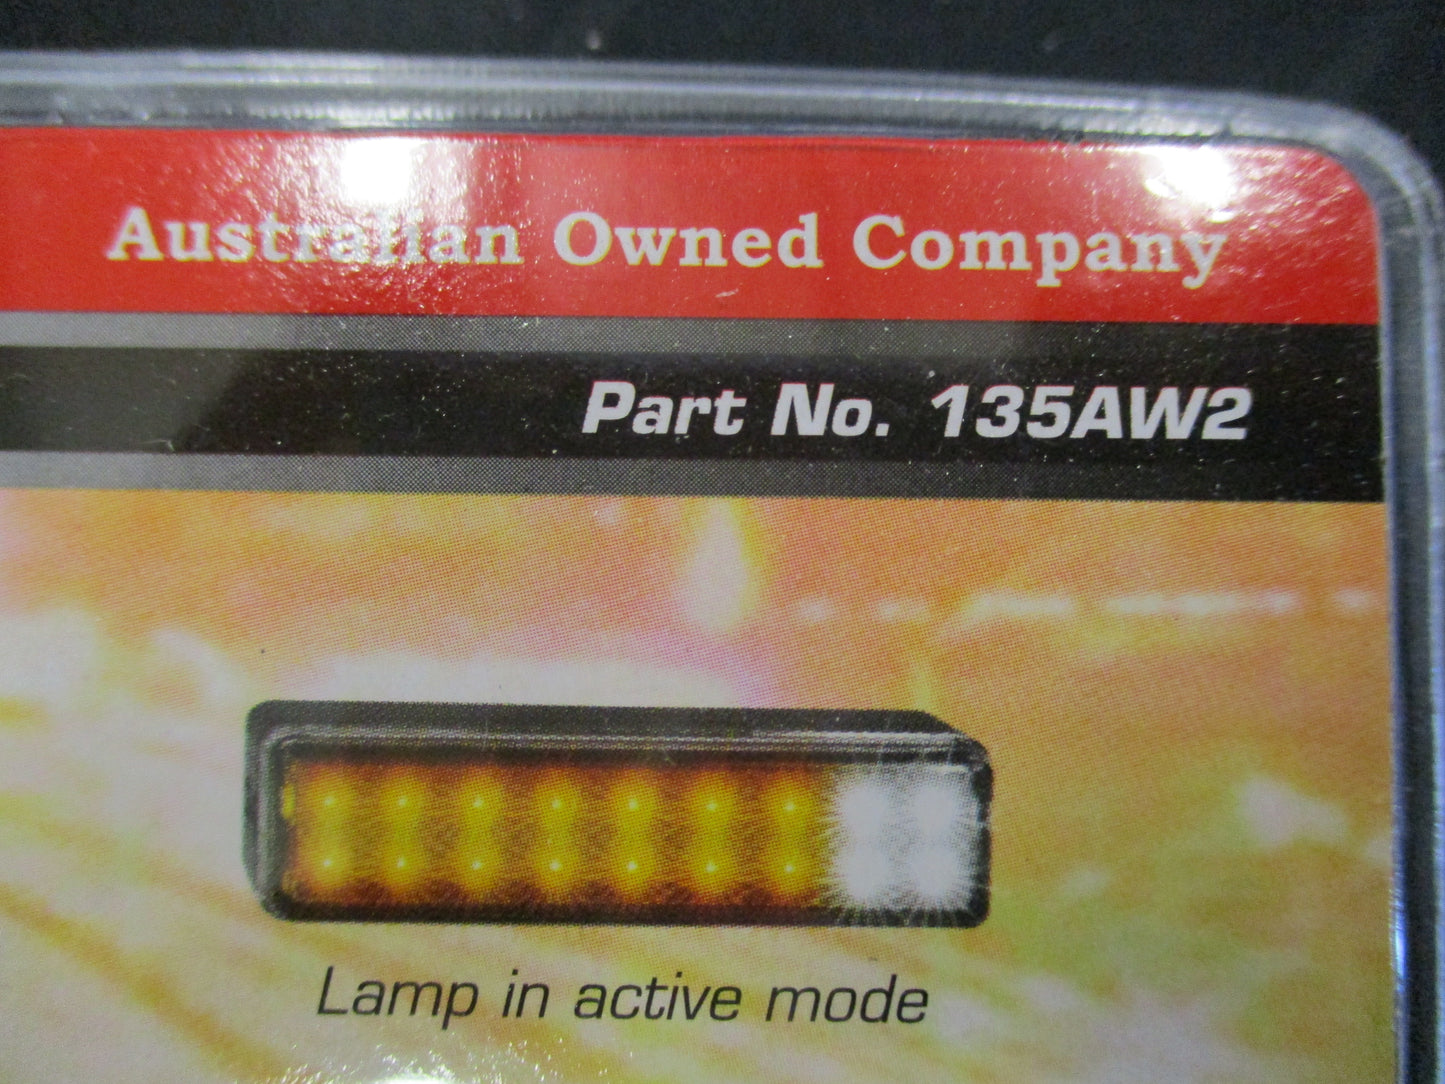 Australian Owned Company
Part No. 135AW2
Lamp in active mode